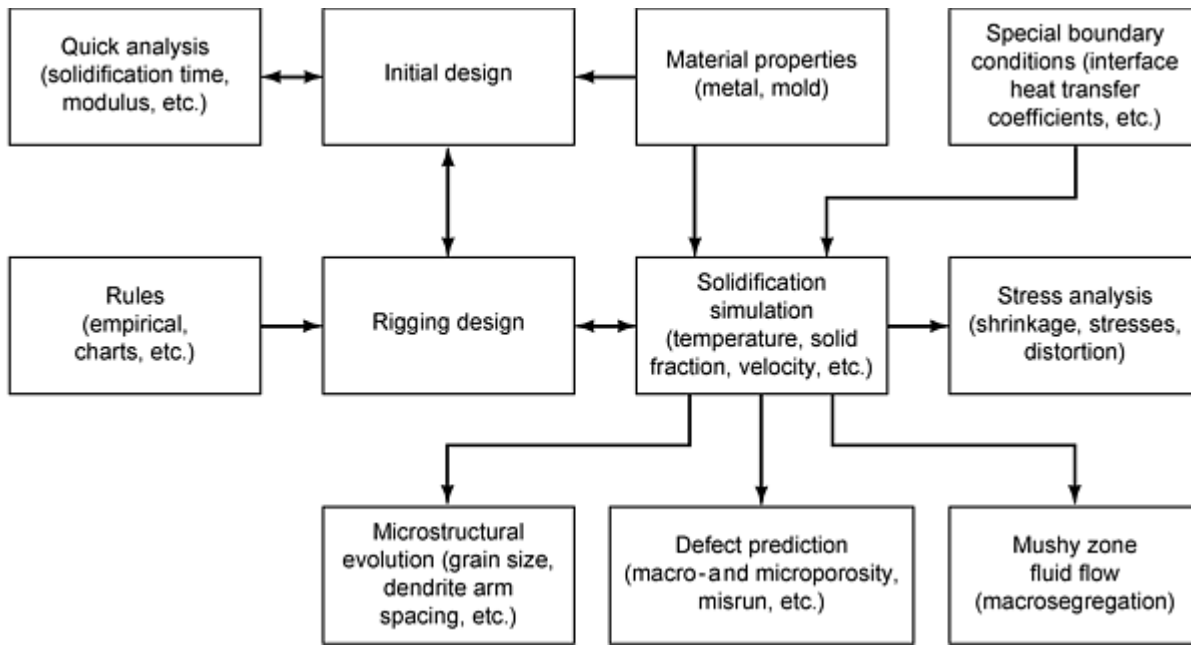 Quick analysis
(solidification time,
modulus, etc.)
Initial design
Material properties
(metal, mold)
Special boundary
conditions (interface
heat transfer
coefficients, etc.)
Rules
(empirical,
charts, etc.)
Rigging design
Solidification
simulation
(temperature, solid
fraction, velocity, etc.)
Stress analysis
(shrinkage, stresses,
distortion)
Microstructural
evolution (grain size,
dendrite arm
spacing, etc.)
Defect prediction
(macro-and microporosity,
misrun, etc.)
Mushy zone
fluid flow
(macrosegregation)